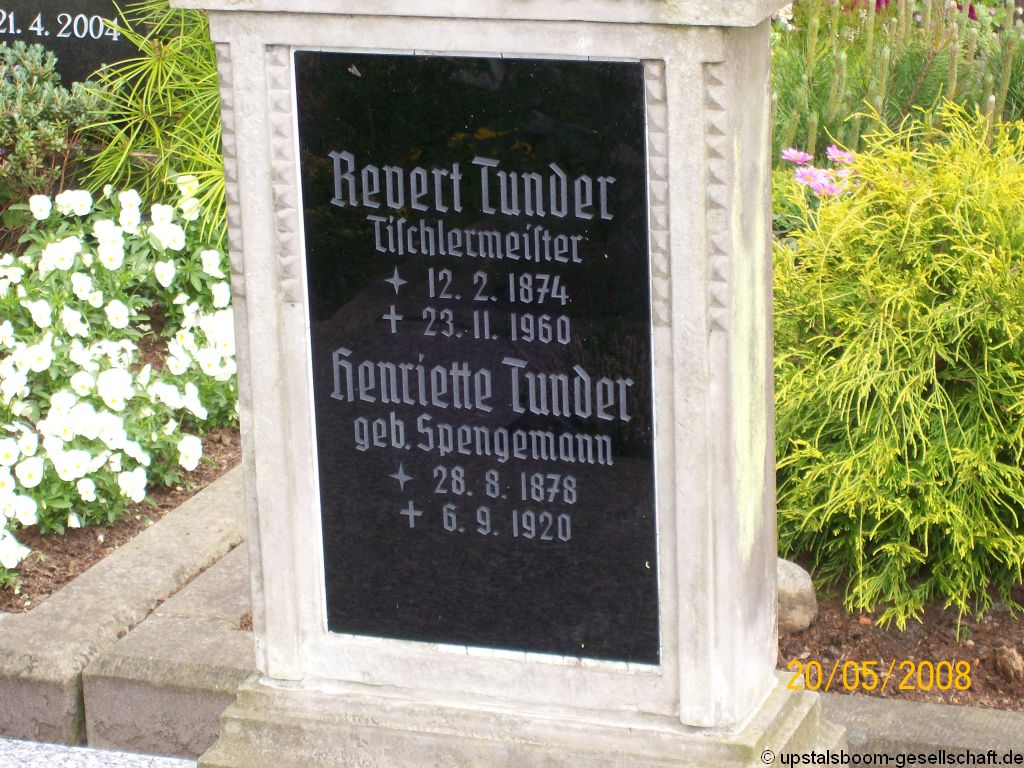 21. 4. 2004
Revert Tunder
Tiſchlermeiſter
✦ 12. 2. 1874
✝ 23. 11. 1960
Henriette Tunder
geb. Spengemann
✦ 28. 8. 1878
✝ 6. 9. 1920
20/05/2008
© upstalsboom-gesellschaft.de